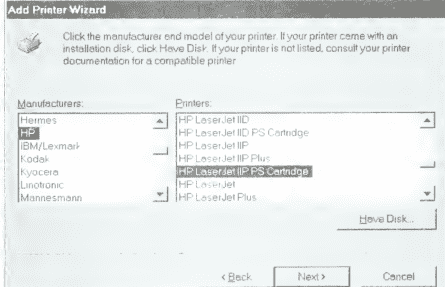 Add Printer Wizard
Click the manufacturer and model of your printer. If your printer came with an
installation disk, click Have Disk. If your printer is not listed, consult your printer
documentation for a compatible printer
Manufacturers:
Hermes
HP
IBM/Lexmark
Kodak
Kyocera
Linotronic
Mannesmann
Printers:
HP LaserJet IID
HP LaserJet IID PS Cartridge
HP LaserJet IIP
HP LaserJet IIP Plus
HP LaserJet IIP PS Cartridge
HP LaserJet
HP LaserJet Plus
Have Disk...
< Back
Next >
Cancel